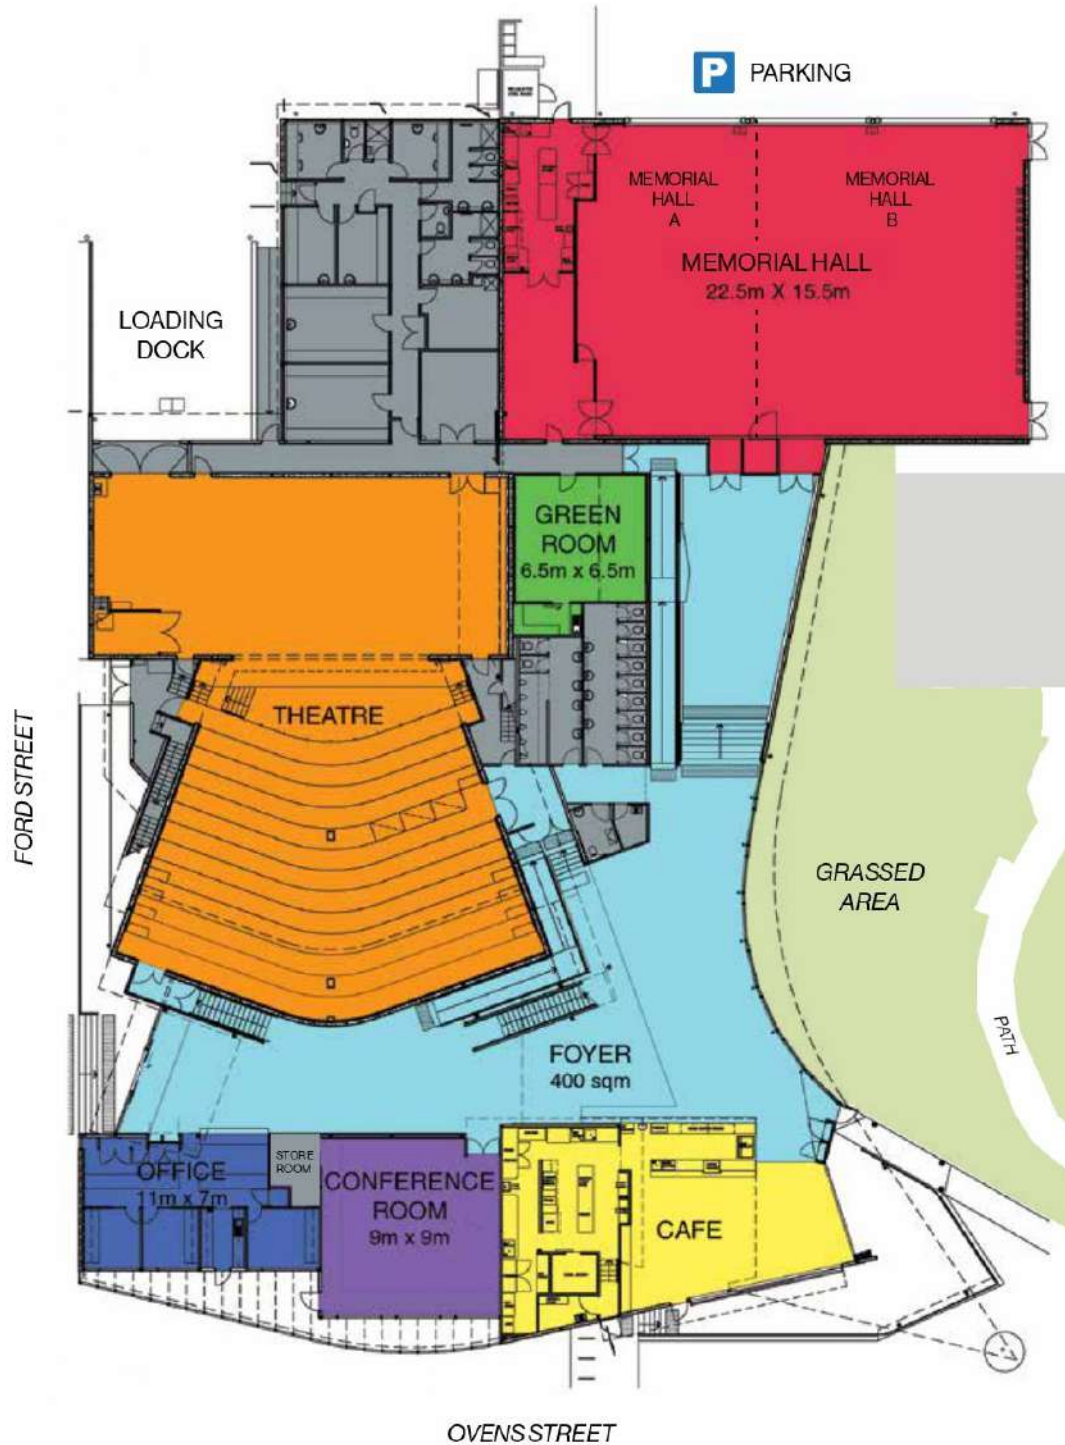 P PARKING
MEMORIAL
HALL
A
MEMORIAL
HALL
B
MEMORIAL HALL
22.5m X 15.5m
LOADING
DOCK
GREEN
ROOM
6.5m x 6.5m
THEATRE
FORD STREET
GRASSED
AREA
PATH
FOYER
400 sqm
OFFICE
11m x 7m
STORE
ROOM
CONFERENCE
ROOM
9m x 9m
CAFE
OVENS STREET